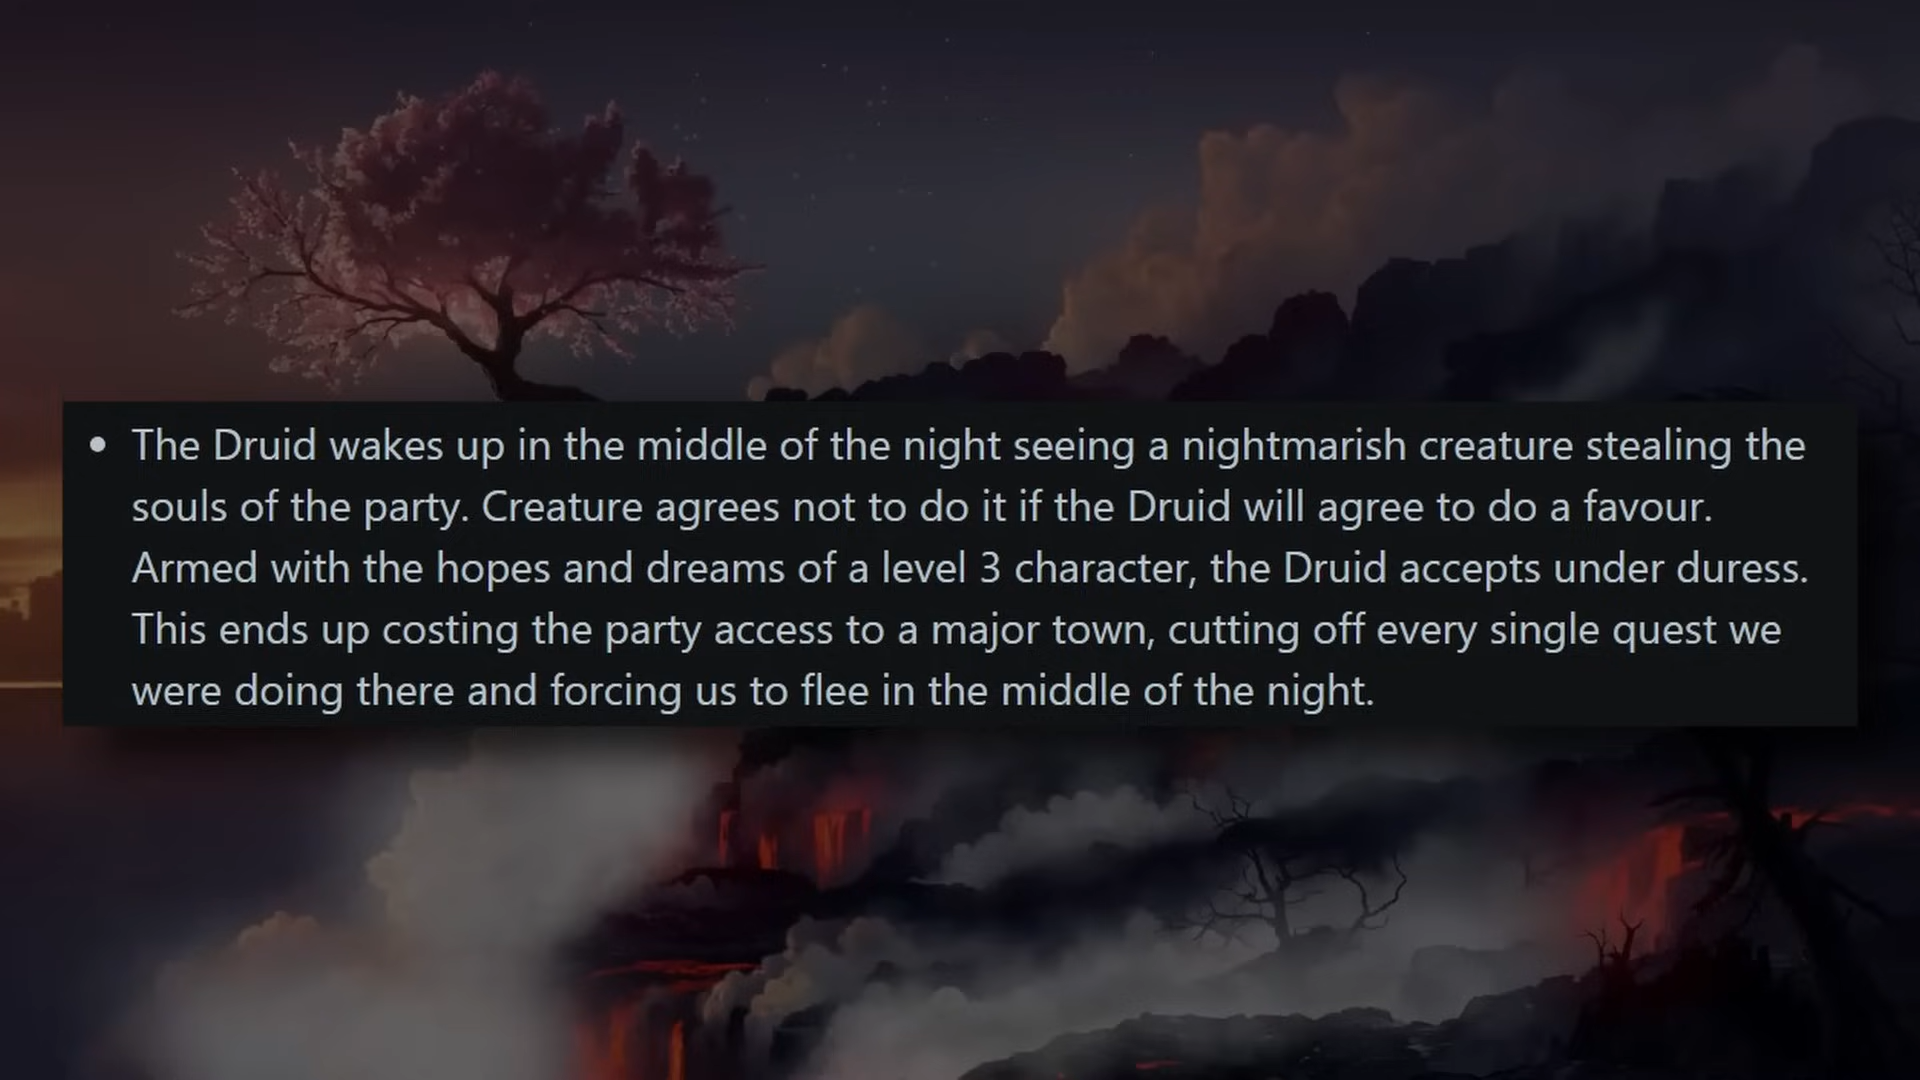 • The Druid wakes up in the middle of the night seeing a nightmarish creature stealing the
souls of the party. Creature agrees not to do it if the Druid will agree to do a favour.
Armed with the hopes and dreams of a level 3 character, the Druid accepts under duress.
This ends up costing the party access to a major town, cutting off every single quest we
were doing there and forcing us to flee in the middle of the night.